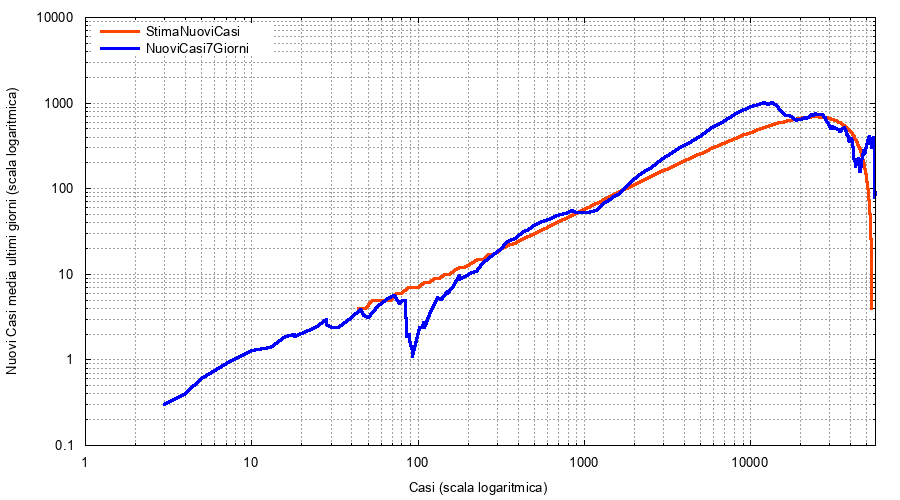 10000
1000
100
10
1
0.1
1
10
100
1000
10000
Nuovi Casi media ultimi giorni (scala logaritmica)
Casi (scala logaritmica)
StimaNuoviCasi
NuoviCasi7Giorni